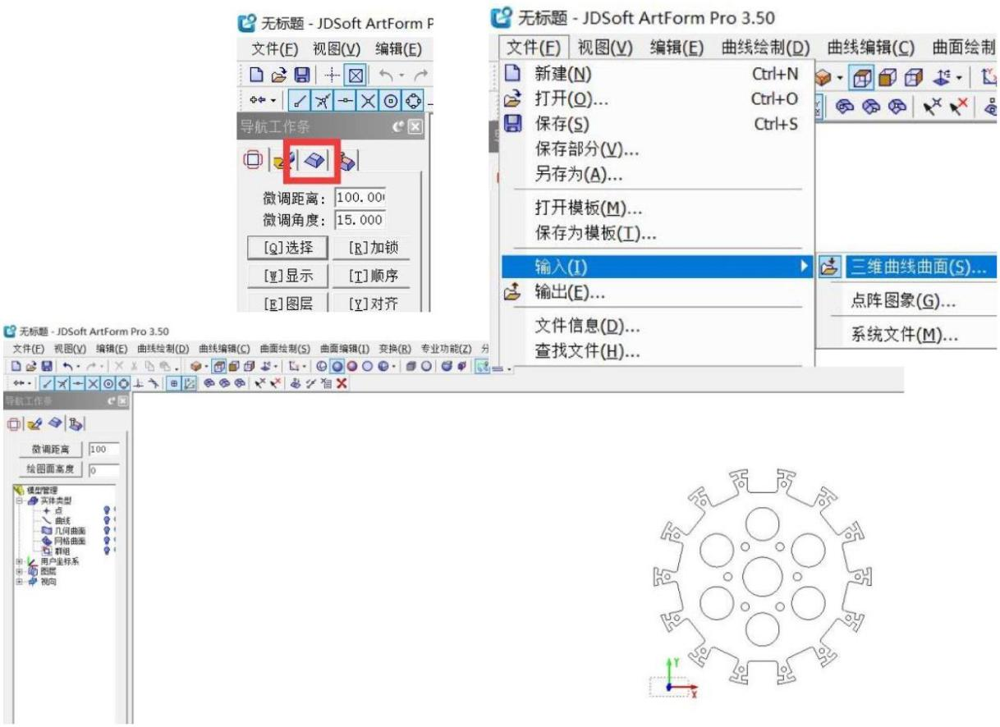 无标题 - JDSoft ArtForm P
文件(F) 视图(V) 编辑(E)
导航工作条
微调距离: 100.00
微调角度: 15.000
[Q]选择 [R]加锁
[W]显示 [T]顺序
[E]图层 [Y]对齐
无标题 - JDSoft ArtForm Pro 3.50
文件(F) 视图(V) 编辑(E) 曲线绘制(D) 曲线编辑(C) 曲面绘制
新建(N) Ctrl+N
打开(O)... Ctrl+O
保存(S) Ctrl+S
保存部分(V)...
另存为(A)...
打开模板(M)...
保存为模板(T)...
输入(I)
输出(E)...
文件信息(D)...
查找文件(H)...
三维曲线曲面(S)...
点阵图象(G)...
系统文件(M)...
无标题 - JDSoft ArtForm Pro 3.50
文件(F) 视图(V) 编辑(E) 曲线绘制(D) 曲线编辑(C) 曲面绘制(S) 曲面编辑(U) 变换(R) 专业功能(Z) 分
导航工作条
微调距离 100
绘图面高度 0
模型管理
实体类型
点
曲线
几何曲面
网格曲面
群组
用户坐标系
图层
视向
Y
X